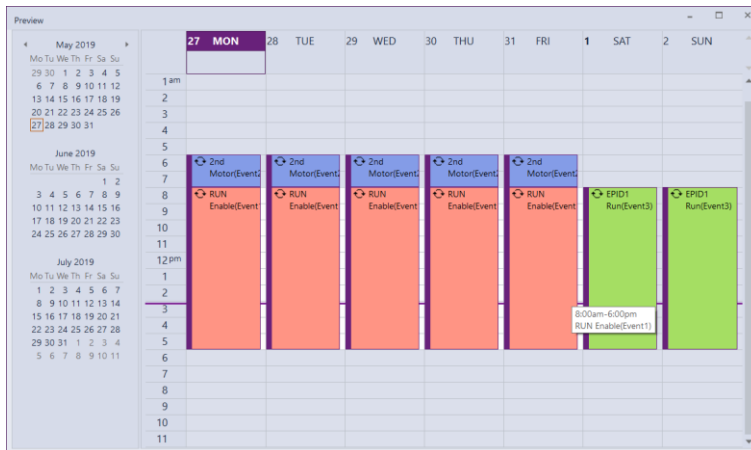 Preview
May 2019
Mo Tu We Th Fr Sa Su
29 30 1 2 3 4 5
6 7 8 9 10 11 12
13 14 15 16 17 18 19
20 21 22 23 24 25 26
27 28 29 30 31
June 2019
Mo Tu We Th Fr Sa Su
1 2
3 4 5 6 7 8 9
10 11 12 13 14 15 16
17 18 19 20 21 22 23
24 25 26 27 28 29 30
July 2019
Mo Tu We Th Fr Sa Su
1 2 3 4 5 6 7
8 9 10 11 12 13 14
15 16 17 18 19 20 21
22 23 24 25 26 27 28
29 30 31 1 2 3 4
5 6 7 8 9 10 11
27 MON 28 TUE 29 WED 30 THU 31 FRI 1 SAT 2 SUN
1 am
2
3
4
5
6 2nd 2nd 2nd 2nd 2nd
7 Motor(Event2 Motor(Event2 Motor(Event2 Motor(Event2 Motor(Event2
8 RUN RUN RUN RUN RUN EPID1 EPID1
9 Enable(Event Enable(Event Enable(Event Enable(Event Enable(Event Run(Event3) Run(Event3)
10
11
12 pm
1
2
3
8:00am-6:00pm
4 RUN Enable(Event1)
5
6
7
8
9
10
11